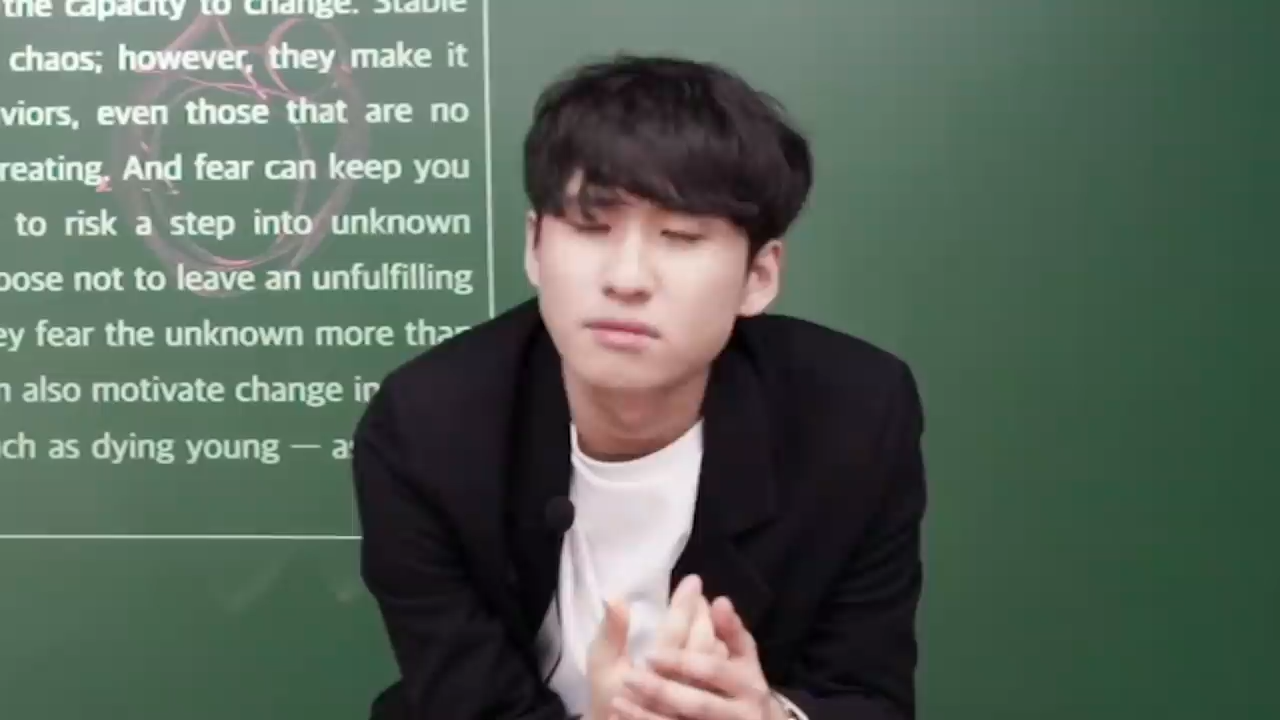 the capacity to change. Stable
chaos; however, they make it
viors, even those that are no
reating. And fear can keep you
to risk a step into unknown
oose not to leave an unfulfilling
ey fear the unknown more than
also motivate change in
ch as dying young — as